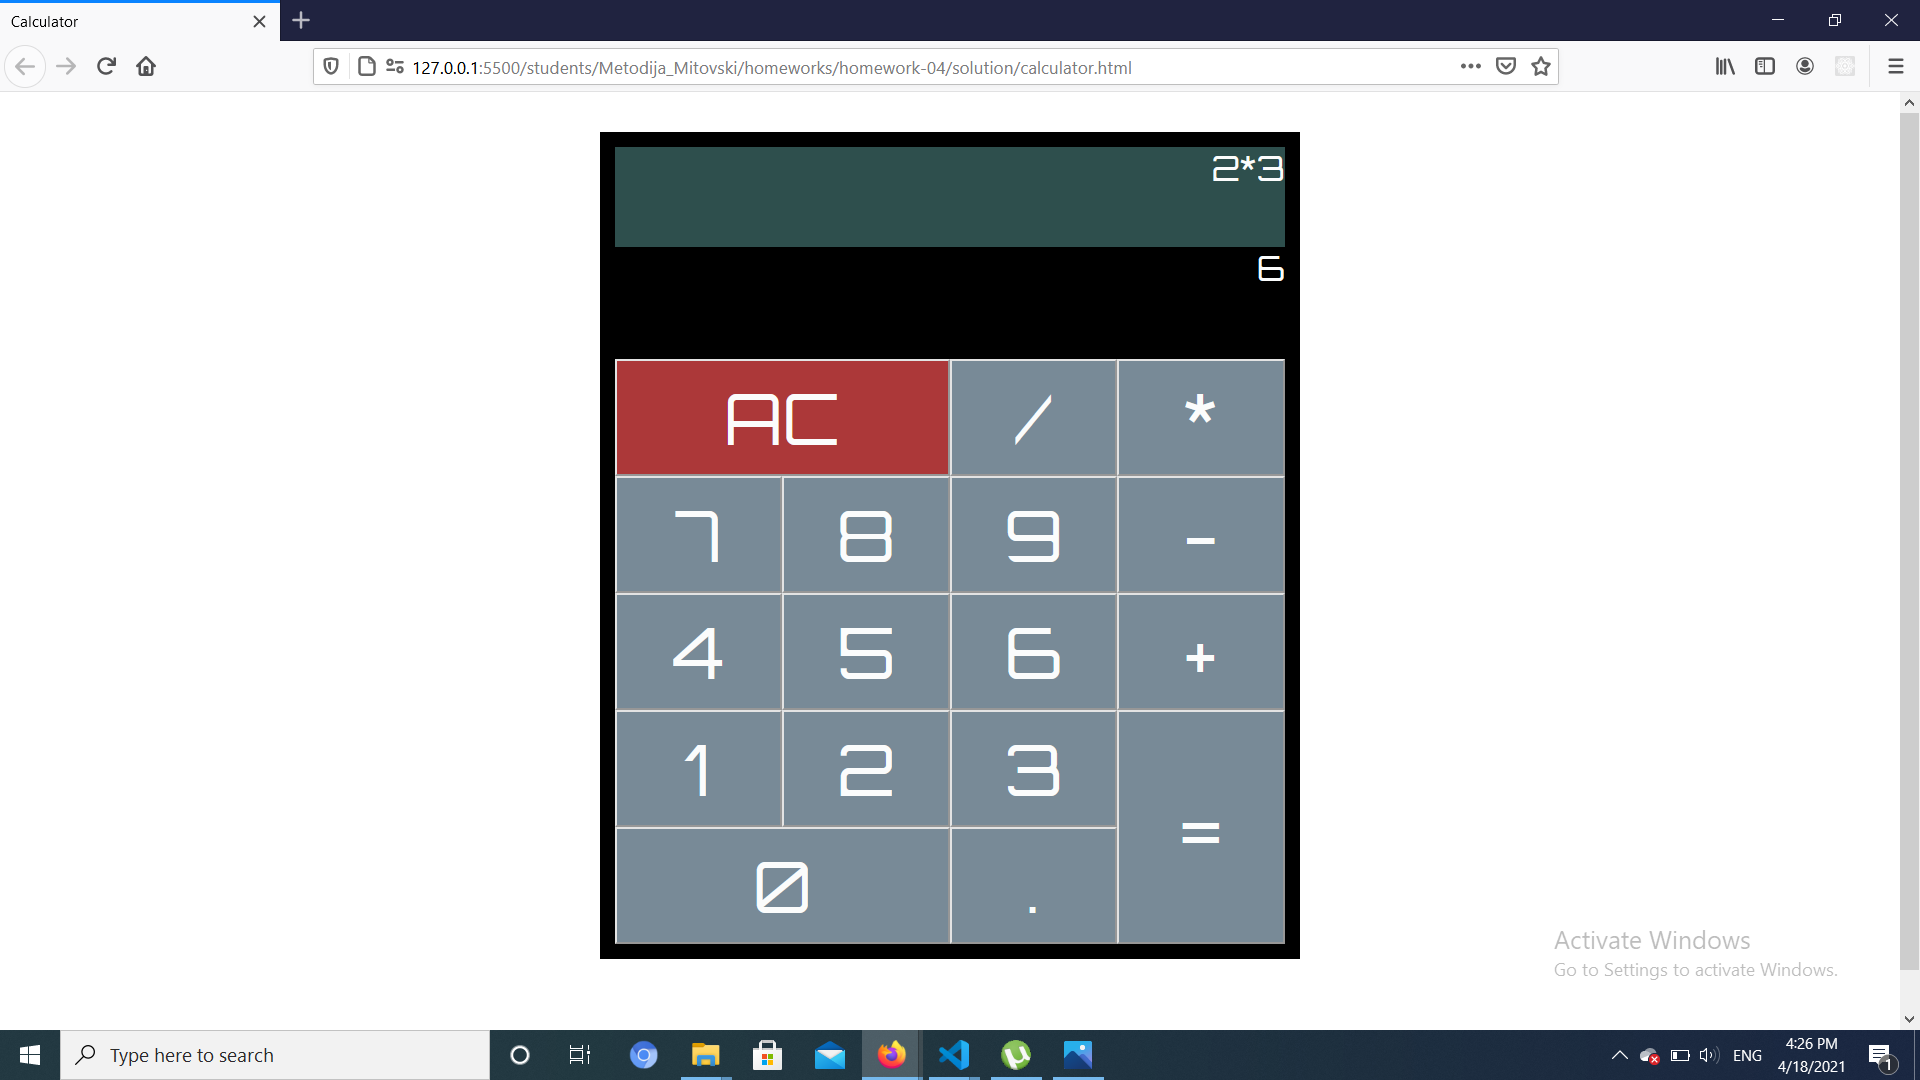 Calculator
127.0.0.1:5500/students/Metodija_Mitovski/homeworks/homework-04/solution/calculator.html
2*3
6
AC / *
7 8 9 -
4 5 6 +
1 2 3
=
0 .
Activate Windows
Go to Settings to activate Windows.
Type here to search
ENG
4:26 PM
4/18/2021
1